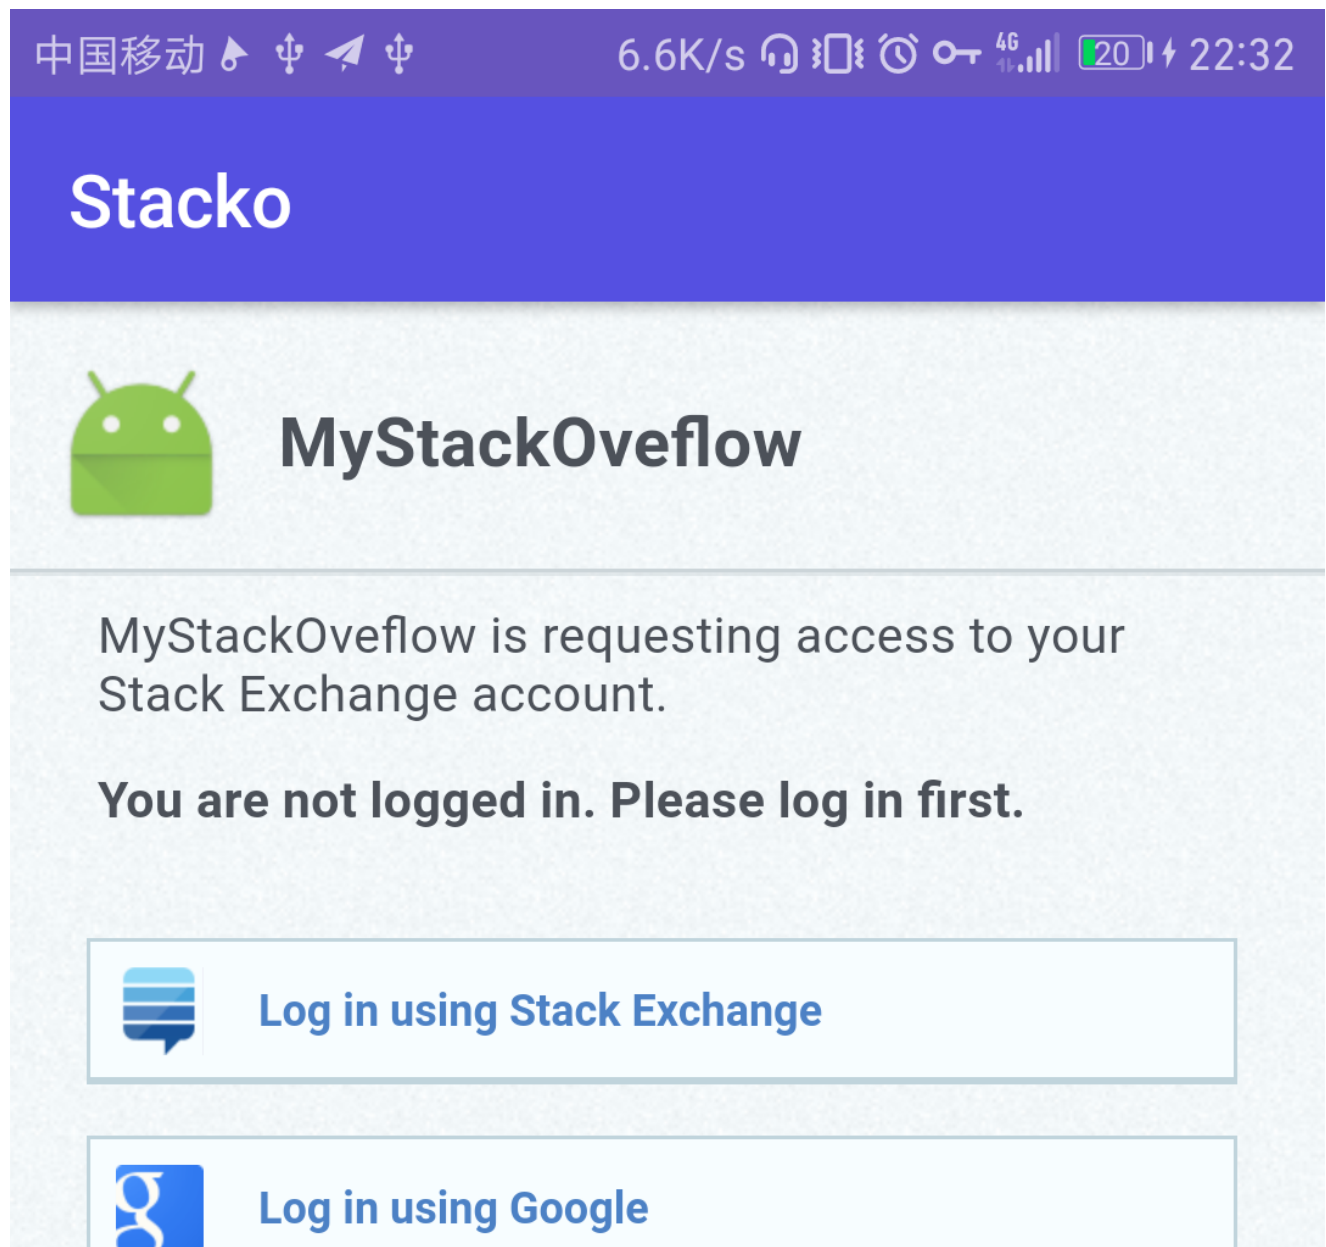 中国移动 6.6K/s 4G 20 22:32
Stacko
MyStackOveflow
MyStackOveflow is requesting access to your
Stack Exchange account.
You are not logged in. Please log in first.
Log in using Stack Exchange
g Log in using Google